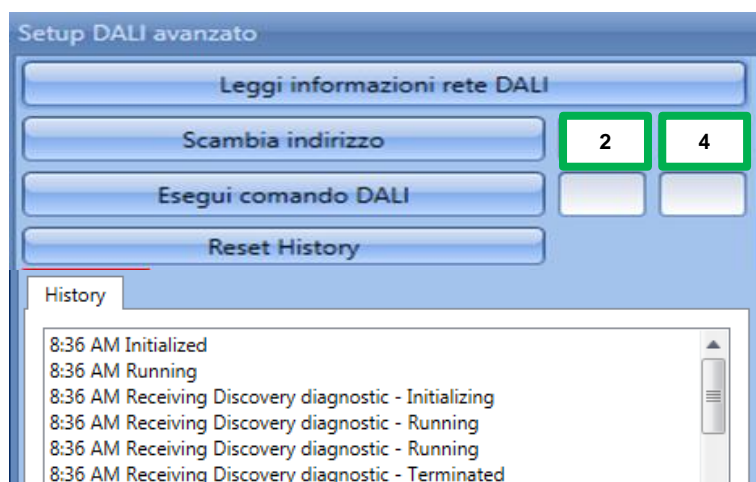 Setup DALI avanzato
Leggi informazioni rete DALI
Scambia indirizzo 2 4
Esegui comando DALI
Reset History
History
8:36 AM Initialized
8:36 AM Running
8:36 AM Receiving Discovery diagnostic - Initializing
8:36 AM Receiving Discovery diagnostic - Running
8:36 AM Receiving Discovery diagnostic - Running
8:36 AM Receiving Discovery diagnostic - Terminated